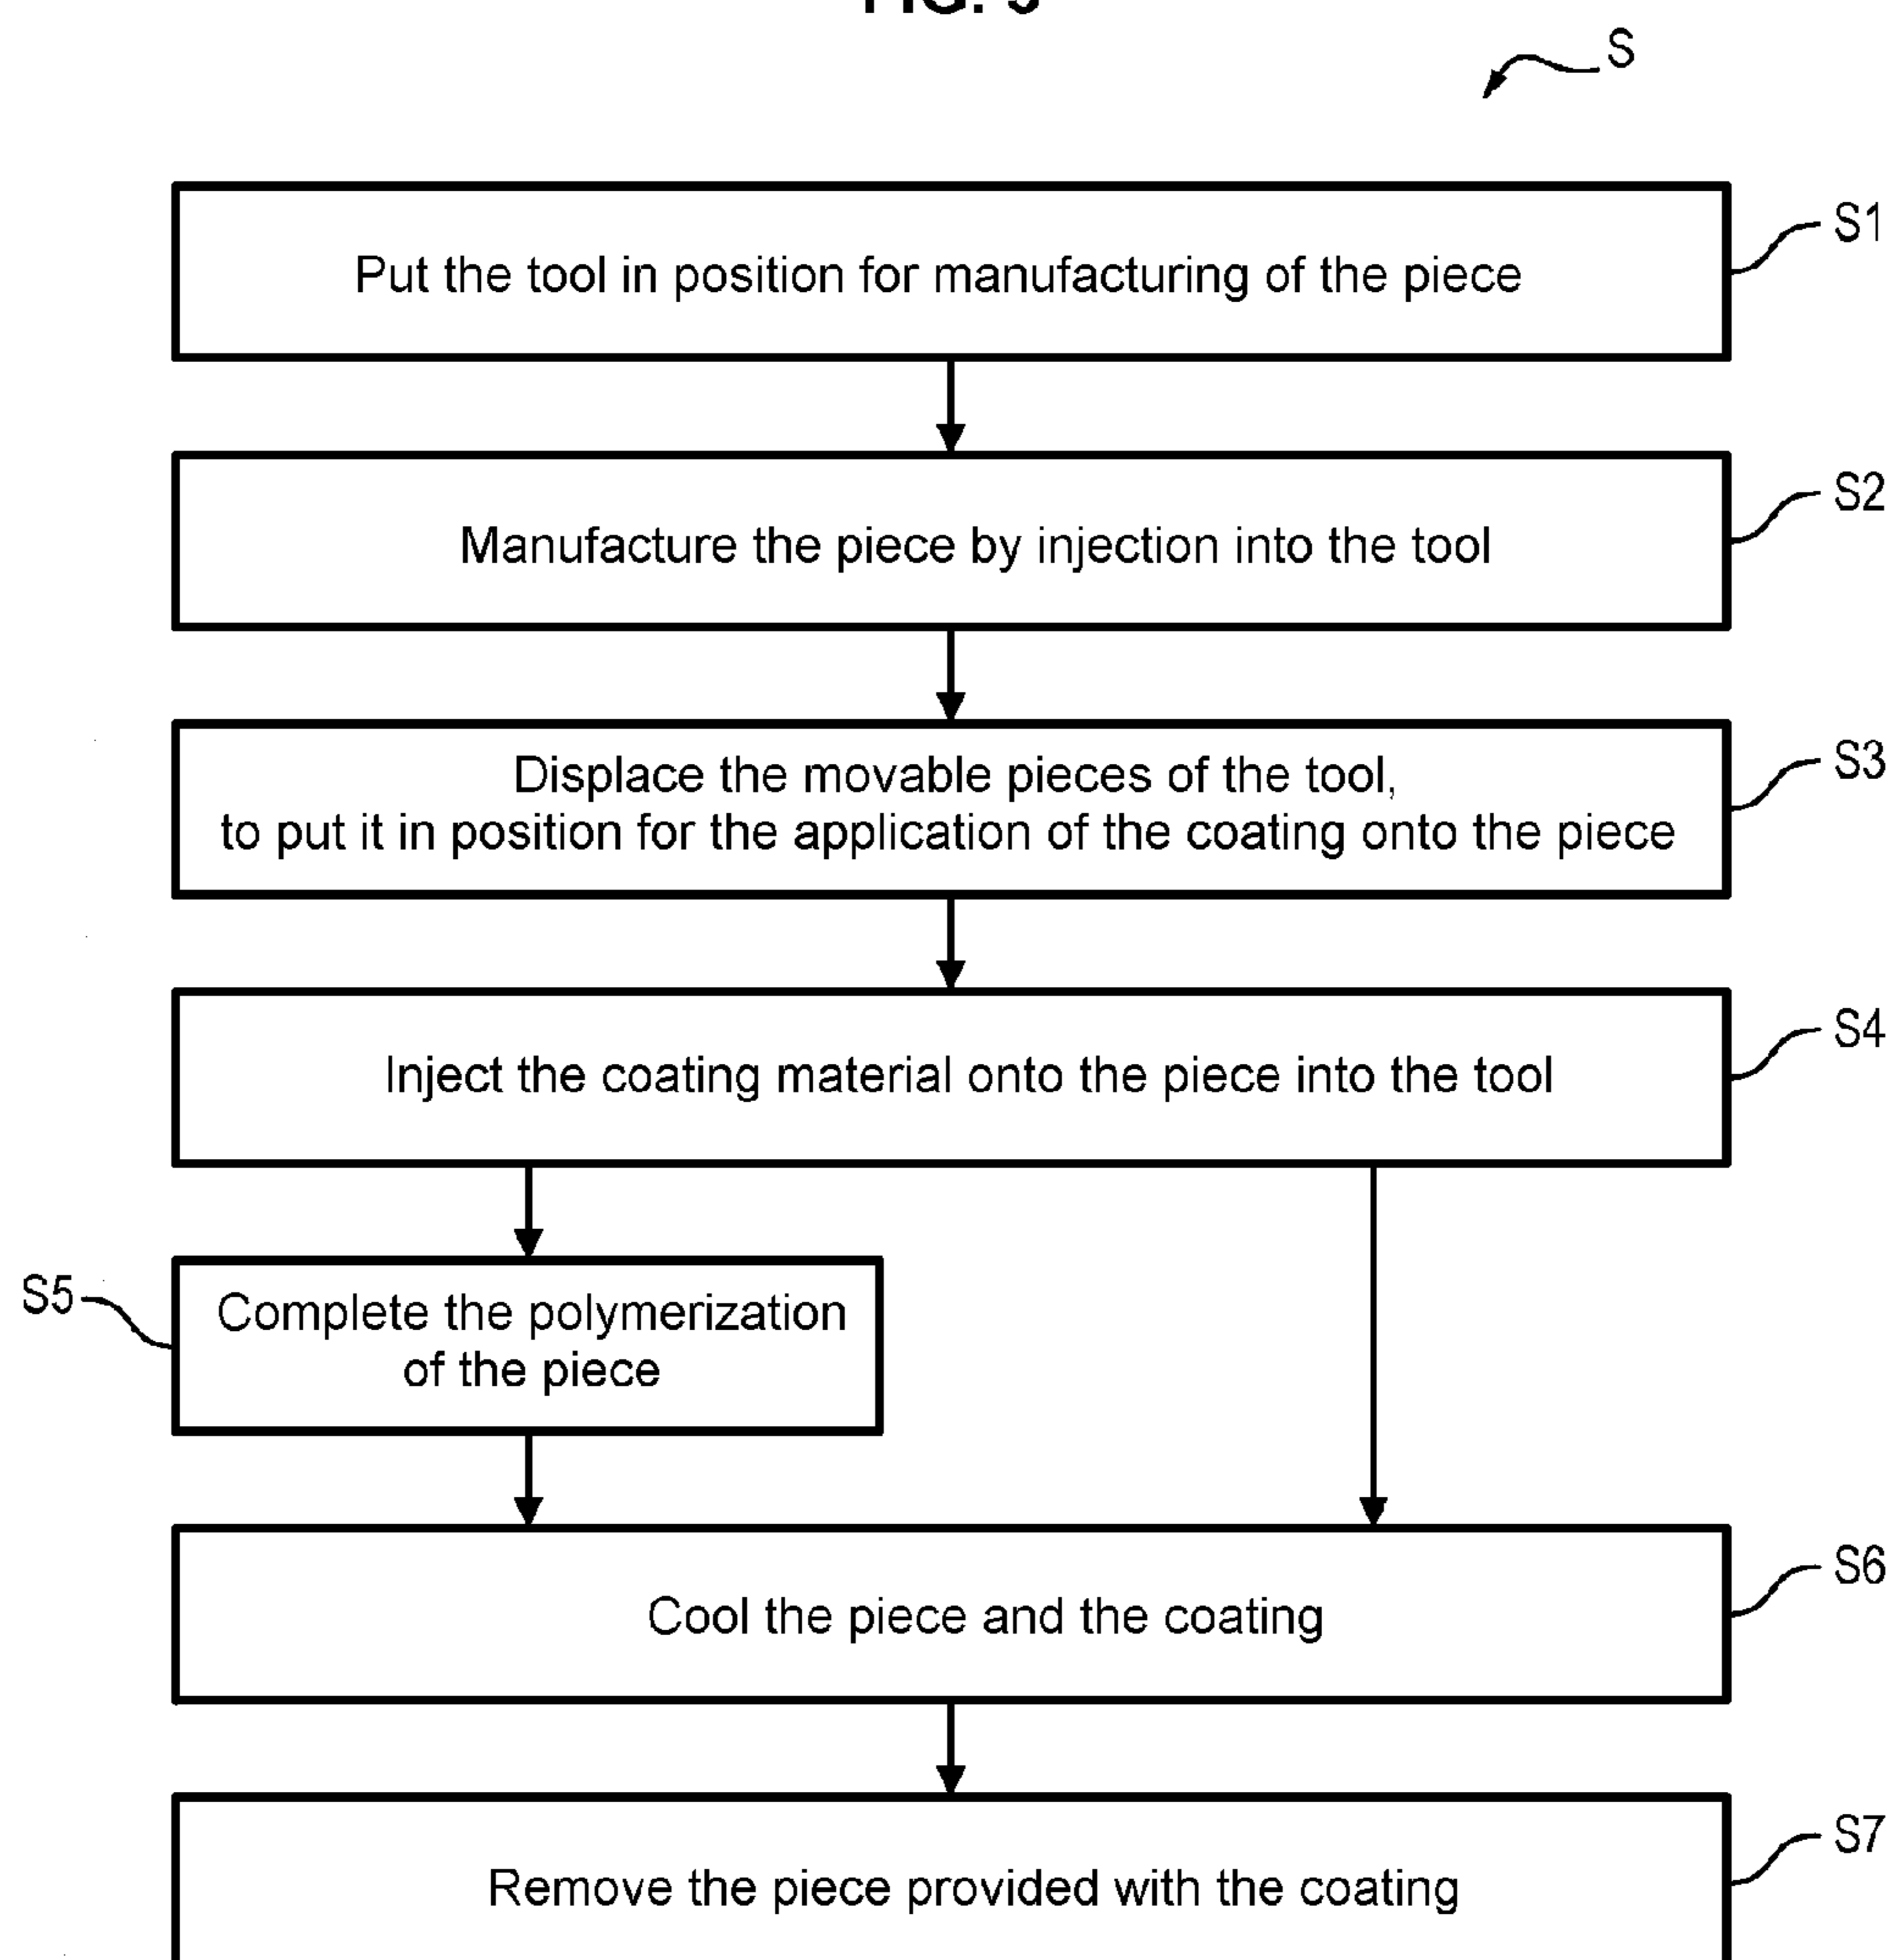 S
Put the tool in position for manufacturing of the piece
S1
Manufacture the piece by injection into the tool
S2
Displace the movable pieces of the tool,
to put it in position for the application of the coating onto the piece
S3
Inject the coating material onto the piece into the tool
S4
S5
Complete the polymerization
of the piece
Cool the piece and the coating
S6
Remove the piece provided with the coating
S7